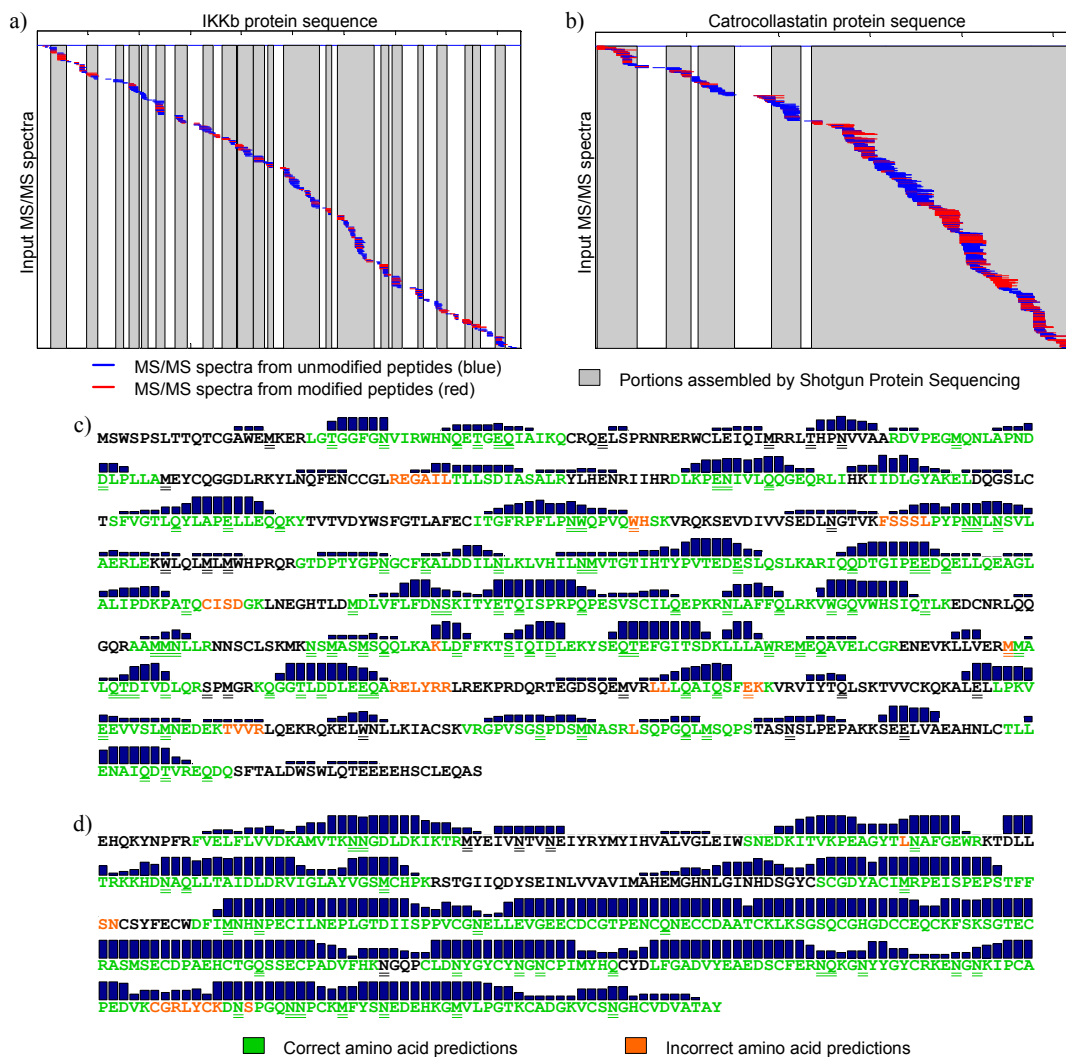 a)
IKKb protein sequence
Input MS/MS spectra
b)
Catrocollastatin protein sequence
Input MS/MS spectra
MS/MS spectra from unmodified peptides (blue)
MS/MS spectra from modified peptides (red)
Portions assembled by Shotgun Protein Sequencing
c)
MSWSPSLTTQTCGAWEMKERLGTGGFGNVIRWHNQETGEQIAIKQCRQELSPRNRERWCLEIQIMRRLTHPNVVAARDVPEGMQNLAPND
DLPLLAMEYCQGGDLRKYLNQFENCCGLREGAILTLLSDIASALRYLHENRIIHRDLKPENIVLQQGEQRLIHKIIDLGYAKELDQGSLC
TSFVGTLQYLAPELLEQQKYTVTVDYWSFGTLAFECITGFRPFLPNWQPVQWHSKVRQKSEVDIVVSEDLNGTVKFSSSLPYPNNLNSVL
AERLEKWLQLMLMWHPRQRGTDPTYGPNGCFKALDDILNLKLVHILNMVTGTIHTYPVTEDESLQSLKARIQQDTGIPEEDQELLQEAGL
ALIPDKPATQCISDGKLNEGHTLDMDLVFLFDNSKITYETQISPRPQPESVSCILQEPKRNLAFFQLRKVWGQVWHSIQTLKEDCNRLQQ
GQRAAMMNLLRNNSCLSKMKNSMASMSQQLKAKLDFFKTSIQIDLEKYSEQTEFGITSDKLLLAWREMEQAVELCGRENEVKLLVERMMA
LQTDIVDLQRSPMGRKQGGTLDDLEEQARELYRRLREKPRDQRTEGDSQEMVRLLLQAIQSFEKKVRVIYTQLSKTVVCKQKALELLPKV
EEVVSLMNEDEKTVVRLQEKRQKELWNLLKIACSKVRGPVSGSPDSMNASRLSQPGQLMSQPSTASNSLPEPAKKSEELVAEAHNLCTLL
ENAIQDTVREQDQSFTALDWSWLQTEEEEHSCLEQAS
d)
EHQKYNPFRFVELFLVVDKAMVTKNNGDLDKIKTRMYEIVNTVNEIYRYMYIHVALVGLEIWSNEDKITVKPEAGYTLNAFGEWRKTDLL
TRKKHDNAQLLTAIDLDRVIGLAYVGSMCHPKRSTGIIQDYSEINLVVAVIMAHEMGHNLGINHDSGYCSCGDYACIMRPEISPEPSTFF
SNCSYFECWDFIMNHNPECILNEPLGTDIISPPVCGNELLEVGEECDCGTPENCQNECCDAATCKLKSGSQCGHGDCCEQCKFSKSGTEC
RASMSECDPAEHCTGQSSECPADVFHKNGQPCLDNYGYCYNGNCPIMYHQCYDLFGADVYEAEDSCFERNQKGNYYGYCRKENGNKIPCA
PEDVKCGRLYCKDNSPGQNNPCKMFYSNEDEHKGMVLPGTKCADGKVCSNGHCVDVATAY
Correct amino acid predictions
Incorrect amino acid predictions